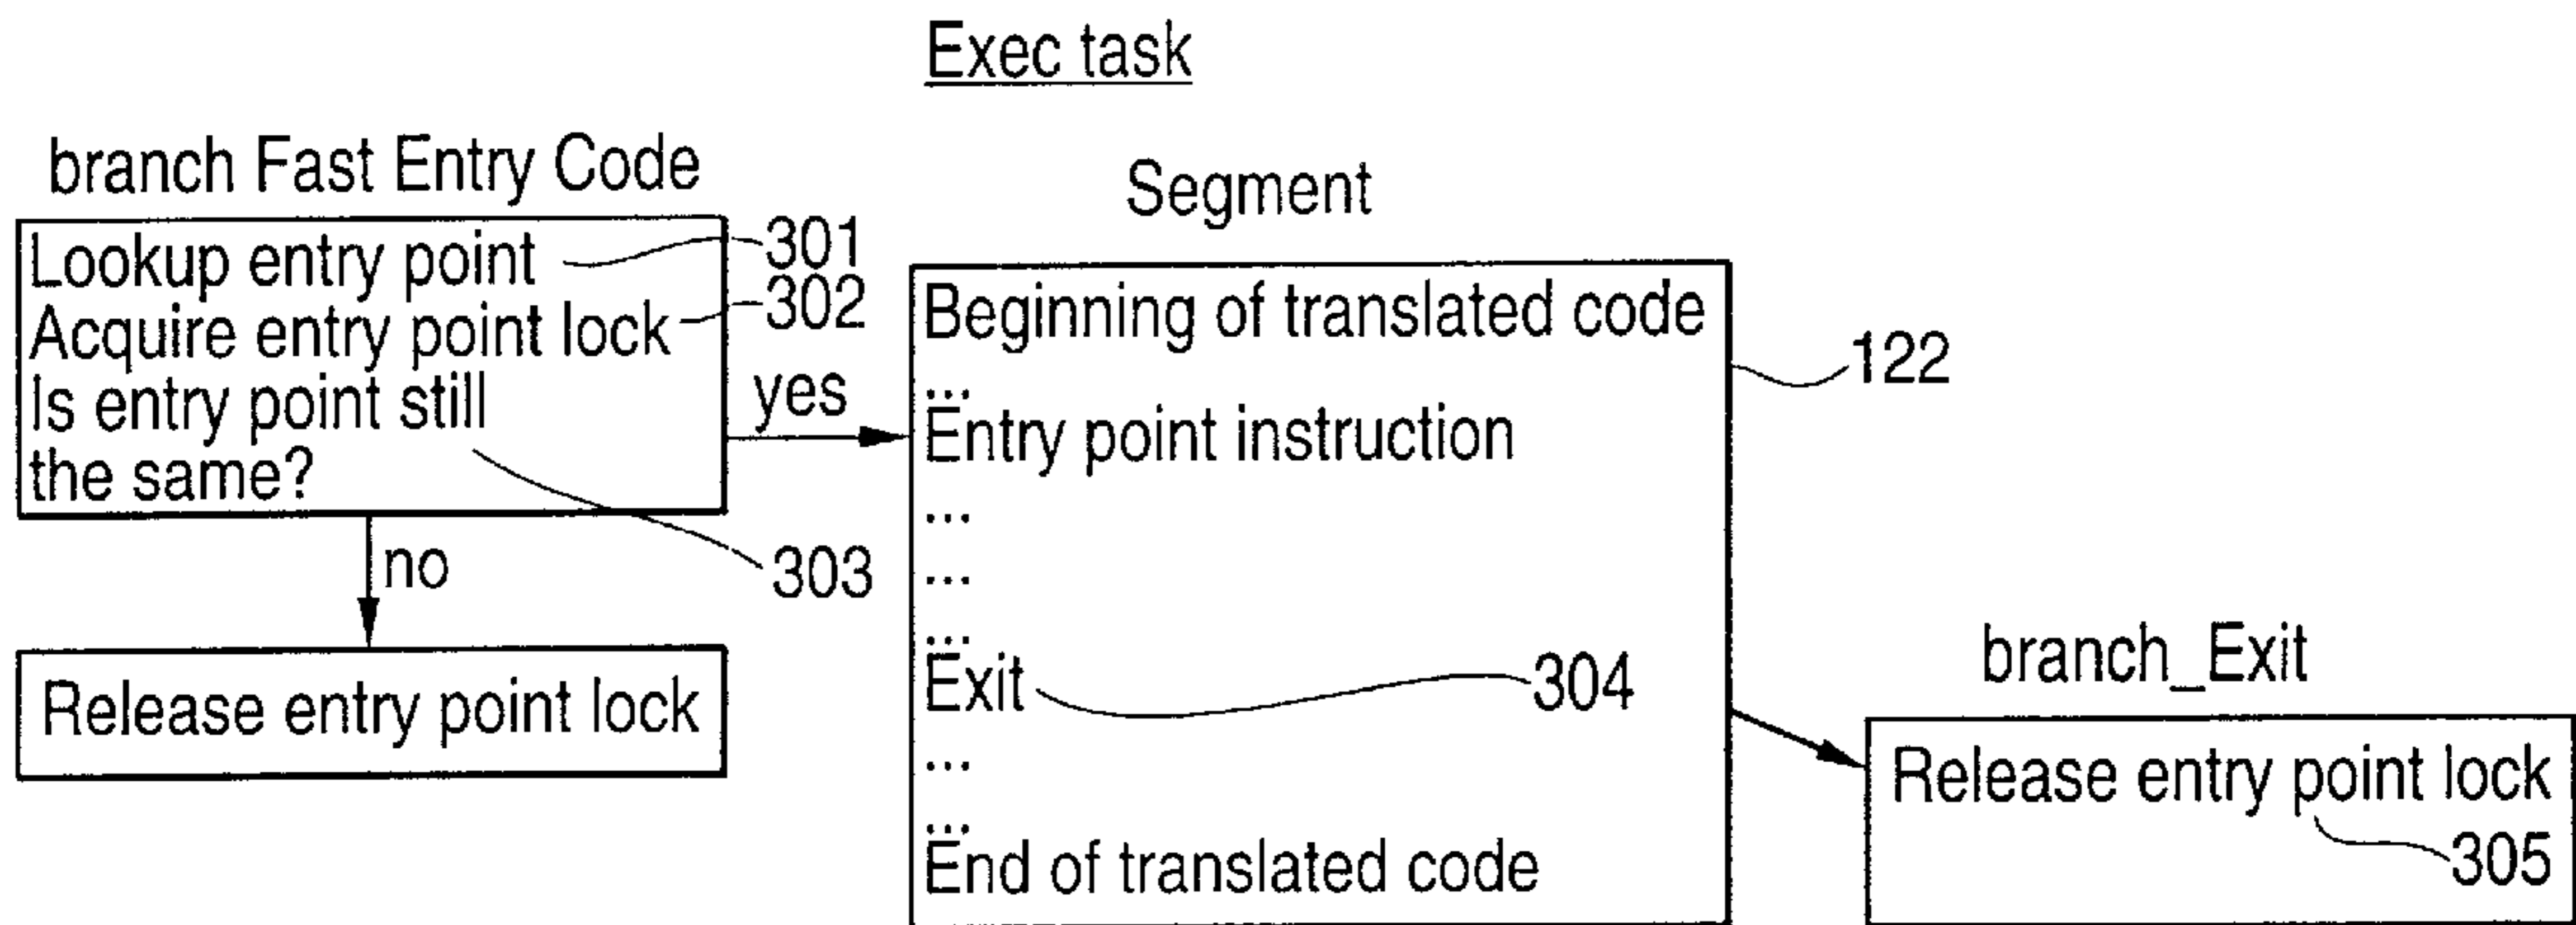 Exec task
branch Fast Entry Code
Lookup entry point
301
Acquire entry point lock
302
Is entry point still
the same?
303
yes
no
Release entry point lock
Segment
Beginning of translated code
122
...
Entry point instruction
...
...
...
Exit
304
...
...
End of translated code
branch_Exit
Release entry point lock
305